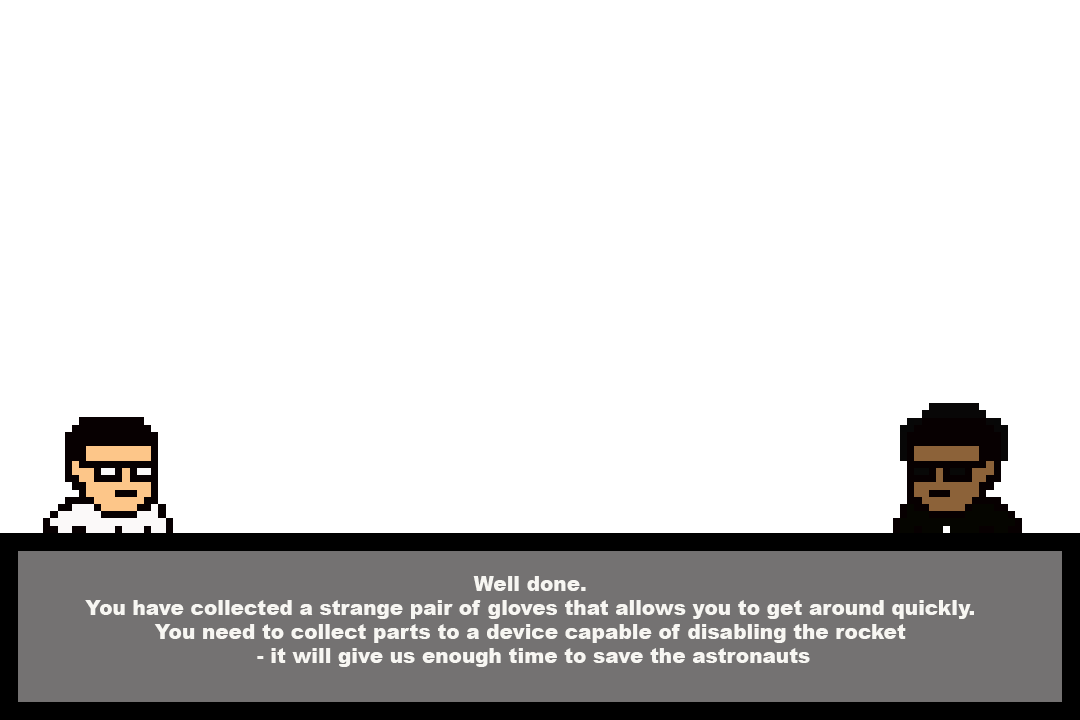 Well done.
You have collected a strange pair of gloves that allows you to get around quickly.
You need to collect parts to a device capable of disabling the rocket
- it will give us enough time to save the astronauts